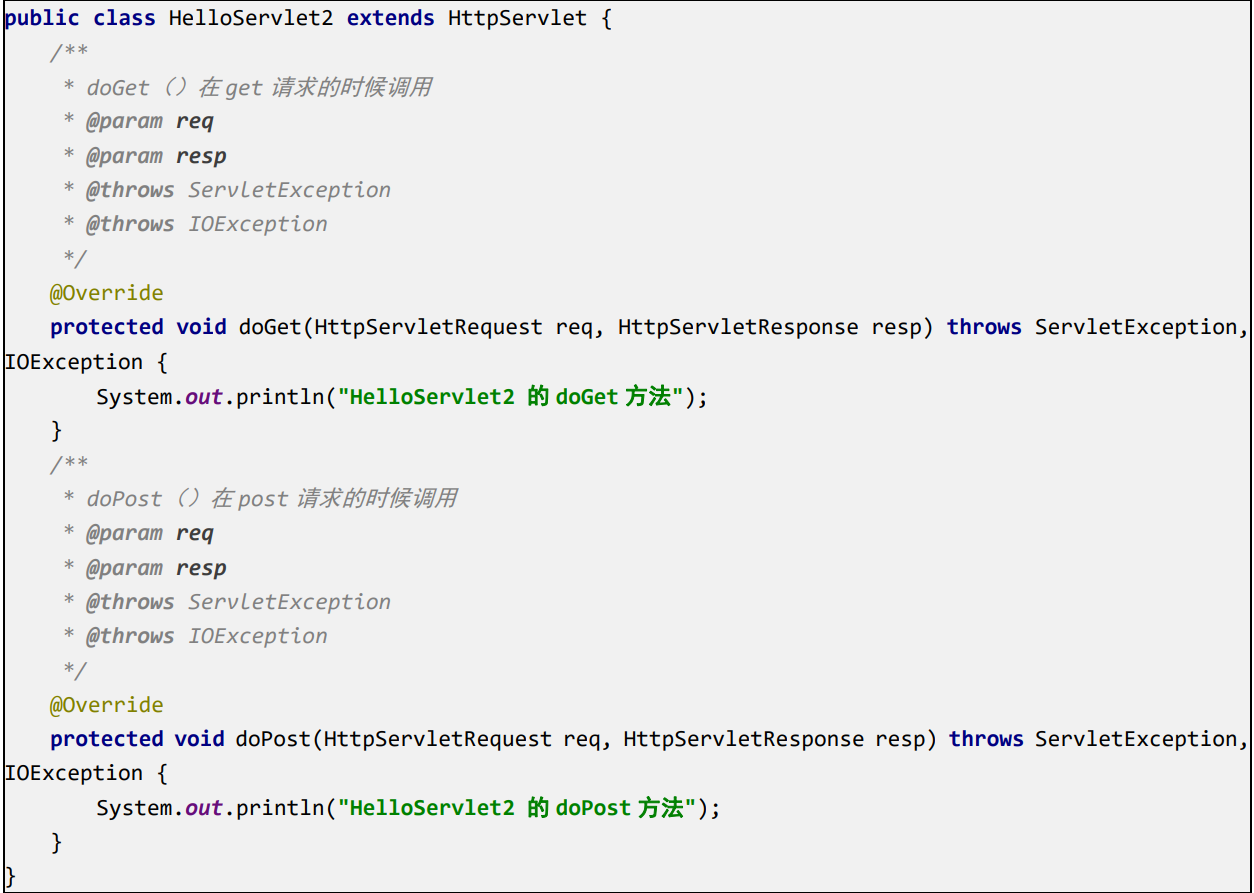 public class HelloServlet2 extends HttpServlet {
/**
* doGet（）在 get 请求的时候调用
* @param req
* @param resp
* @throws ServletException
* @throws IOException
*/
@Override
protected void doGet(HttpServletRequest req, HttpServletResponse resp) throws ServletException,
IOException {
System.out.println("HelloServlet2 的 doGet 方法");
}
/**
* doPost（）在 post 请求的时候调用
* @param req
* @param resp
* @throws ServletException
* @throws IOException
*/
@Override
protected void doPost(HttpServletRequest req, HttpServletResponse resp) throws ServletException,
IOException {
System.out.println("HelloServlet2 的 doPost 方法");
}
}